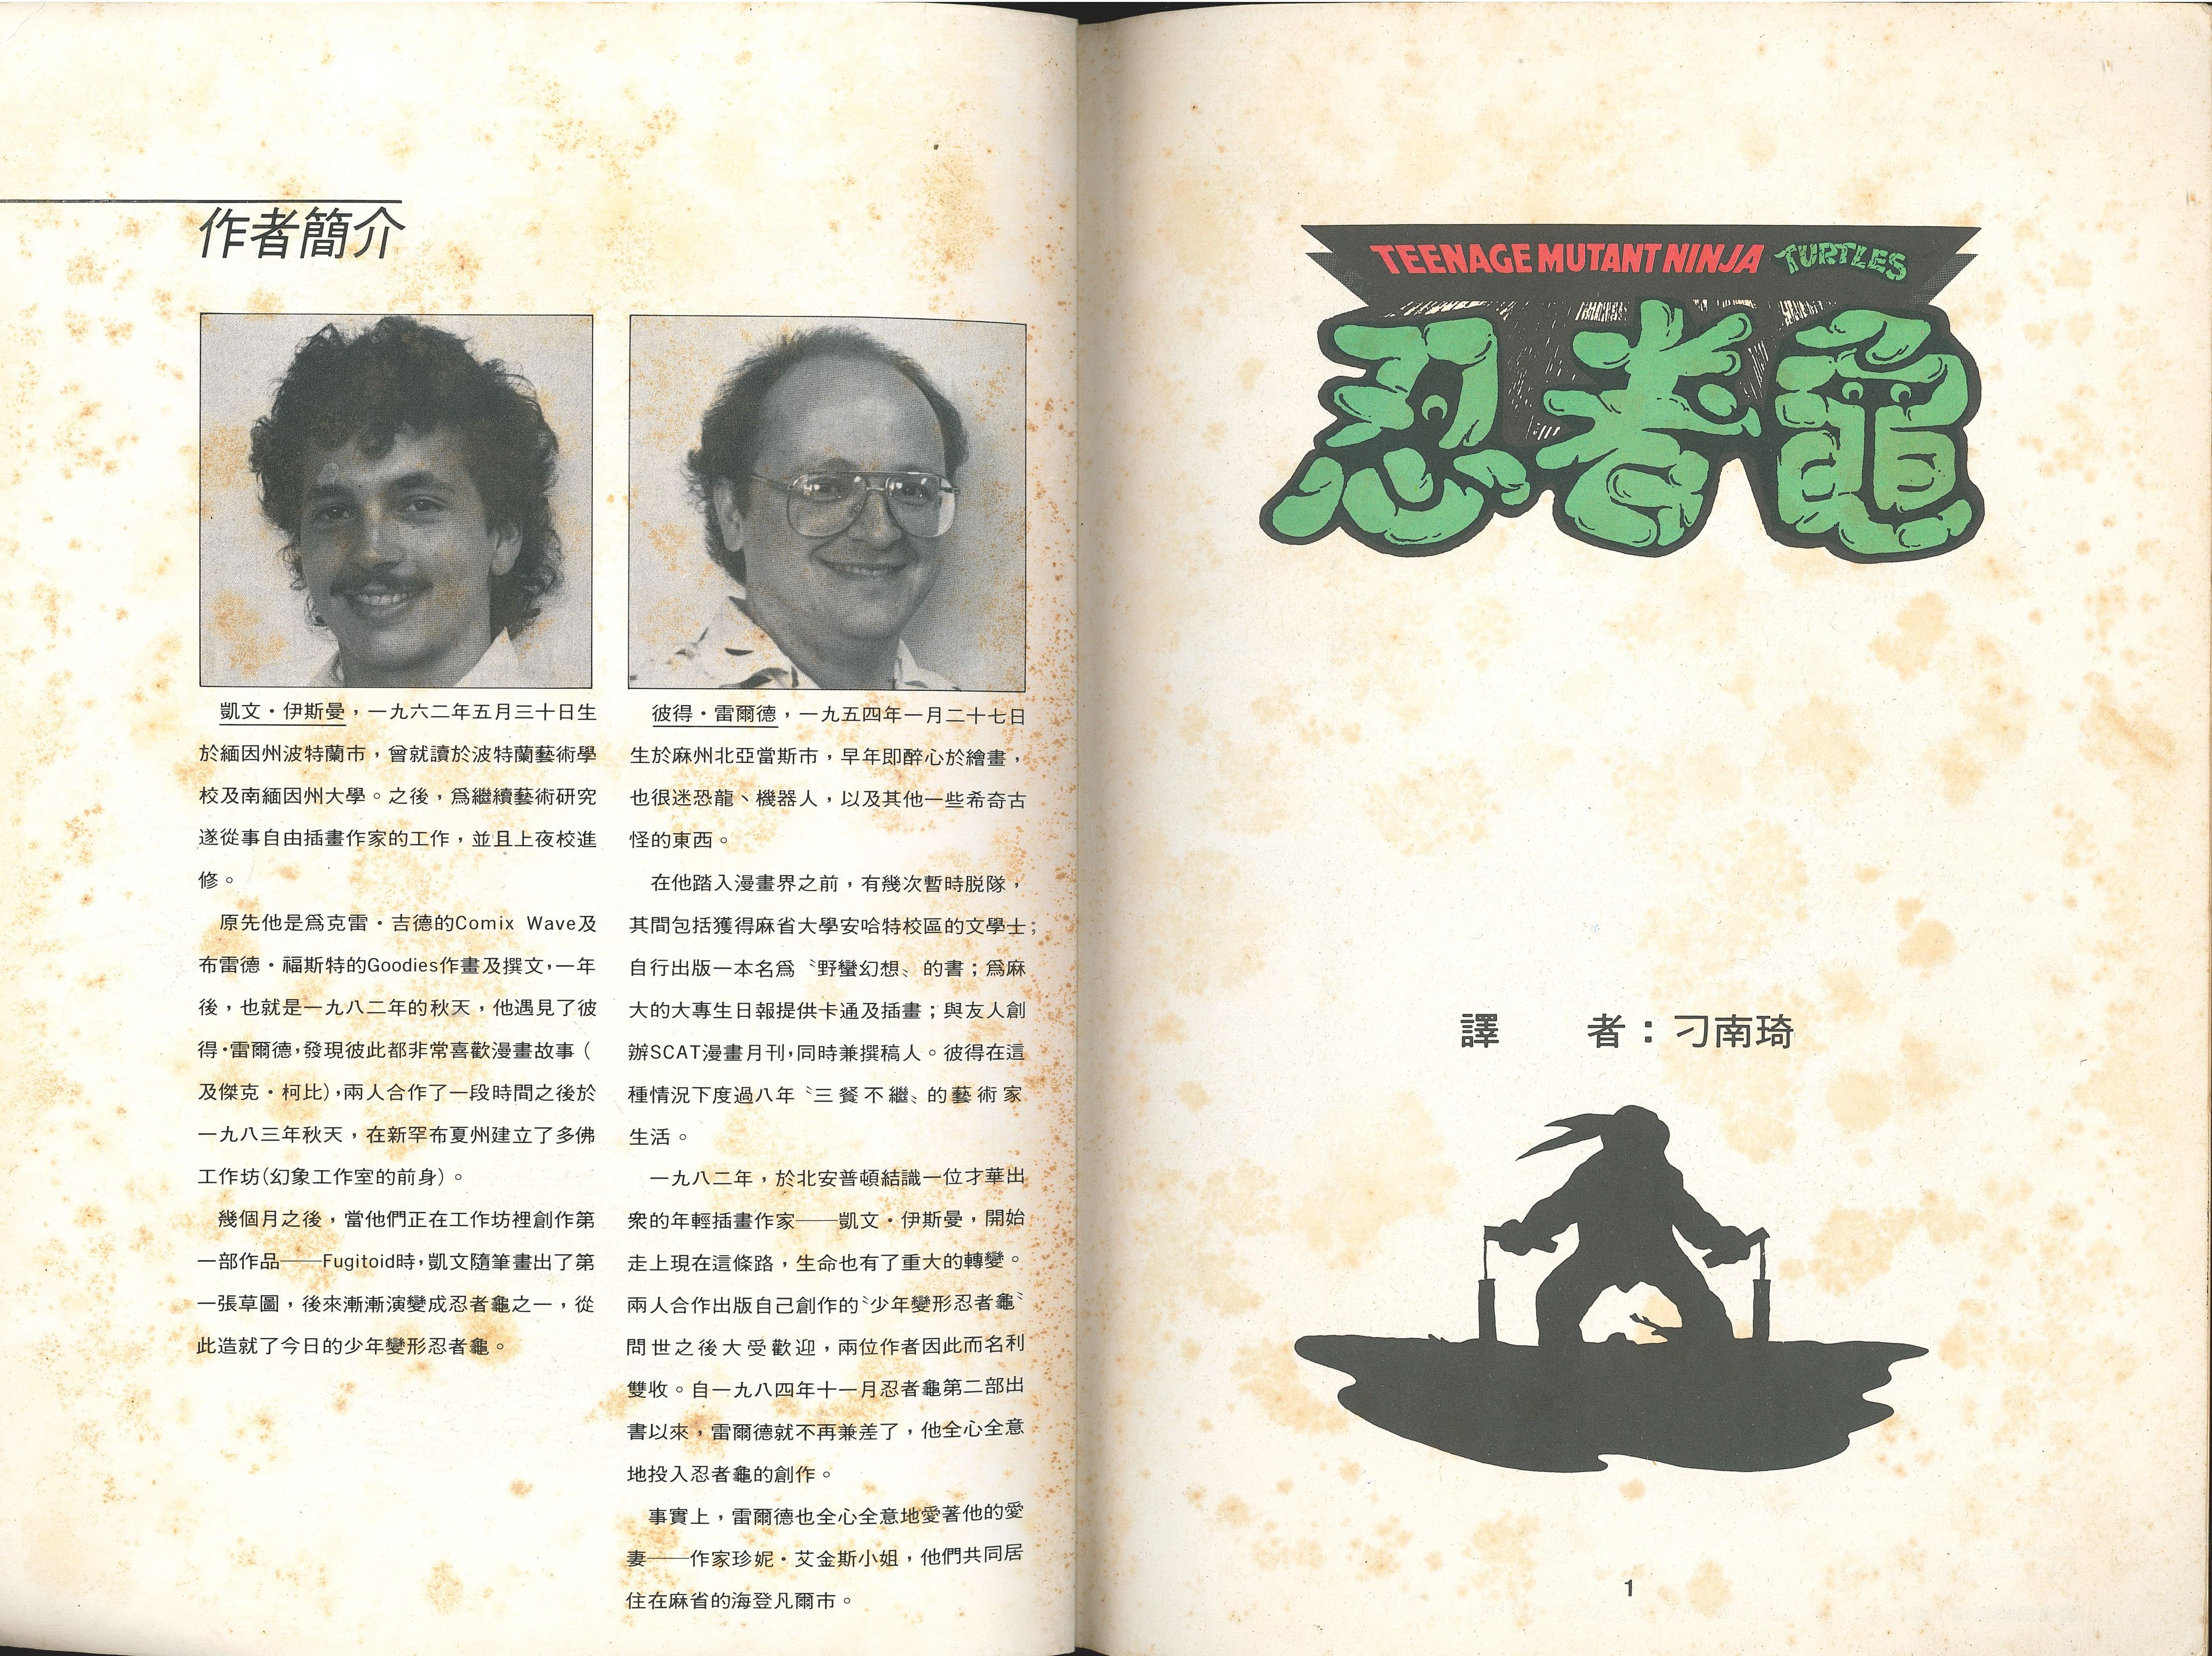 作者簡介
凱文・伊斯曼，一九六二年五月三十日生
於緬因州波特蘭市，曾就讀於波特蘭藝術學
校及南緬因州大學。之後，爲繼續藝術研究
遂從事自由插畫作家的工作，並且上夜校進
修。
原先他是爲克雷・吉德的Comix Wave及
布雷德・福斯特的Goodies作畫及撰文，一年
後，也就是一九八二年的秋天，他遇見了彼
得・雷爾德，發現彼此都非常喜歡漫畫故事（
及傑克・柯比），兩人合作了一段時間之後於
一九八三年秋天，在新罕布夏州建立了多佛
工作坊(幻象工作室的前身)。
幾個月之後，當他們正在工作坊裡創作第
一部作品——Fugitoid時，凱文隨筆畫出了第
一張草圖，後來漸漸演變成忍者龜之一，從
此造就了今日的少年變形忍者龜。
彼得・雷爾德，一九五四年一月二十七日
生於麻州北亞當斯市，早年即醉心於繪畫，
也很迷恐龍、機器人，以及其他一些希奇古
怪的東西。
在他踏入漫畫界之前，有幾次暫時脫隊，
其間包括獲得麻省大學安哈特校區的文學士；
自行出版一本名爲〝野蠻幻想〞的書；爲麻
大的大專生日報提供卡通及插畫；與友人創
辦SCAT漫畫月刊，同時兼撰稿人。彼得在這
種情況下度過八年〝三餐不繼〞的藝術家
生活。
一九八二年，於北安普頓結識一位才華出
衆的年輕插畫作家——凱文・伊斯曼，開始
走上現在這條路，生命也有了重大的轉變。
兩人合作出版自己創作的〝少年變形忍者龜〞
問世之後大受歡迎，兩位作者因此而名利
雙收。自一九八四年十一月忍者龜第二部出
書以來，雷爾德就不再兼差了，他全心全意
地投入忍者龜的創作。
事實上，雷爾德也全心全意地愛著他的愛
妻——作家珍妮・艾金斯小姐，他們共同居
住在麻省的海登凡爾市。
TEENAGE MUTANT NINJA TURTLES
忍者龜
譯　者：刁南琦
1